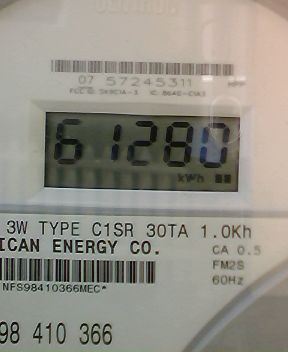 07 57245311
61280
kWh
3W TYPE C1SR 30TA 1.0Kh
ICAN ENERGY CO.
CA 0.5
FM2S
60Hz
NFS98410366MEC*
98 410 366